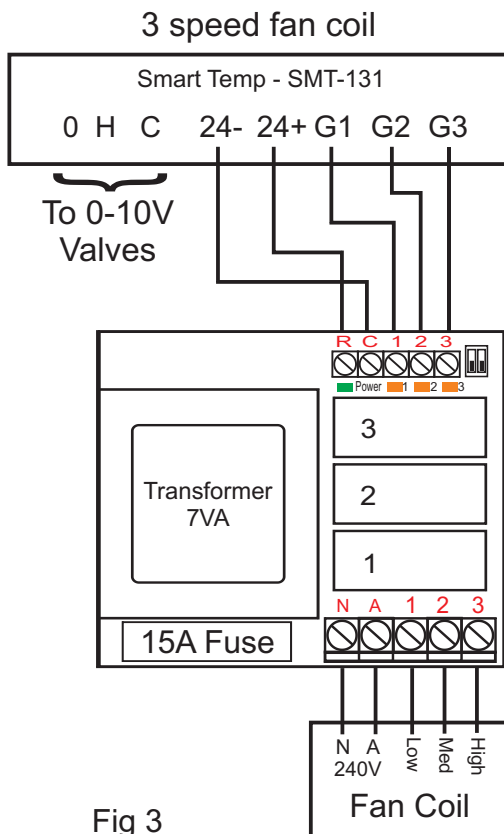 3 speed fan coil
Smart Temp - SMT-131
0 H C 24- 24+ G1 G2 G3
To 0-10V
Valves
R C 1 2 3
Power 1 2 3
3
Transformer
7VA
2
1
N A 1 2 3
15A Fuse
N A Low Med High
240V
Fan Coil
Fig 3